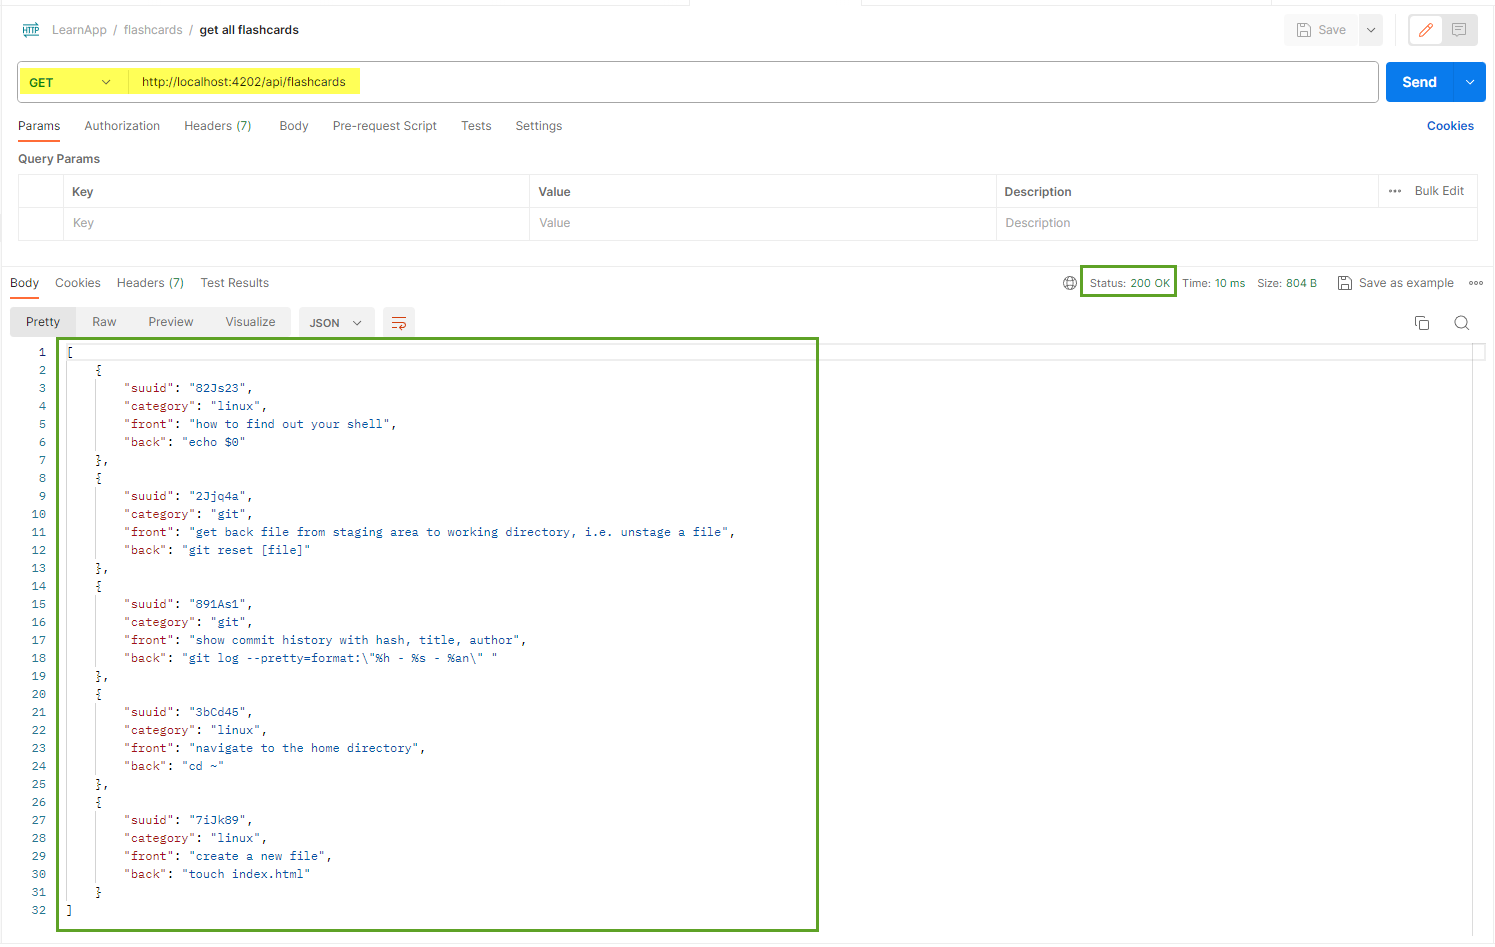 HTTP LearnApp / flashcards / get all flashcards Save
GET http://localhost:4202/api/flashcards Send
Params Authorization Headers (7) Body Pre-request Script Tests Settings Cookies
Query Params
Key Value Description ••• Bulk Edit
Key Value Description
Body Cookies Headers (7) Test Results Status: 200 OK Time: 10 ms Size: 804 B Save as example
Pretty Raw Preview Visualize JSON
1 [
2 {
3 "suuid": "82Js23",
4 "category": "linux",
5 "front": "how to find out your shell",
6 "back": "echo $0"
7 },
8 {
9 "suuid": "2Jjq4a",
10 "category": "git",
11 "front": "get back file from staging area to working directory, i.e. unstage a file",
12 "back": "git reset [file]"
13 },
14 {
15 "suuid": "891As1",
16 "category": "git",
17 "front": "show commit history with hash, title, author",
18 "back": "git log --pretty=format:\"%h - %s - %an\" "
19 },
20 {
21 "suuid": "3bCd45",
22 "category": "linux",
23 "front": "navigate to the home directory",
24 "back": "cd ~"
25 },
26 {
27 "suuid": "7iJk89",
28 "category": "linux",
29 "front": "create a new file",
30 "back": "touch index.html"
31 }
32 ]